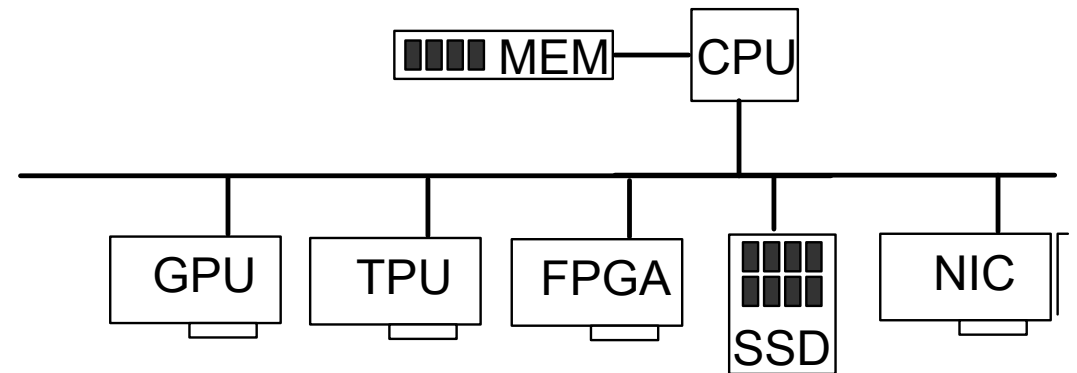 MEM
CPU
GPU
TPU
FPGA
SSD
NIC